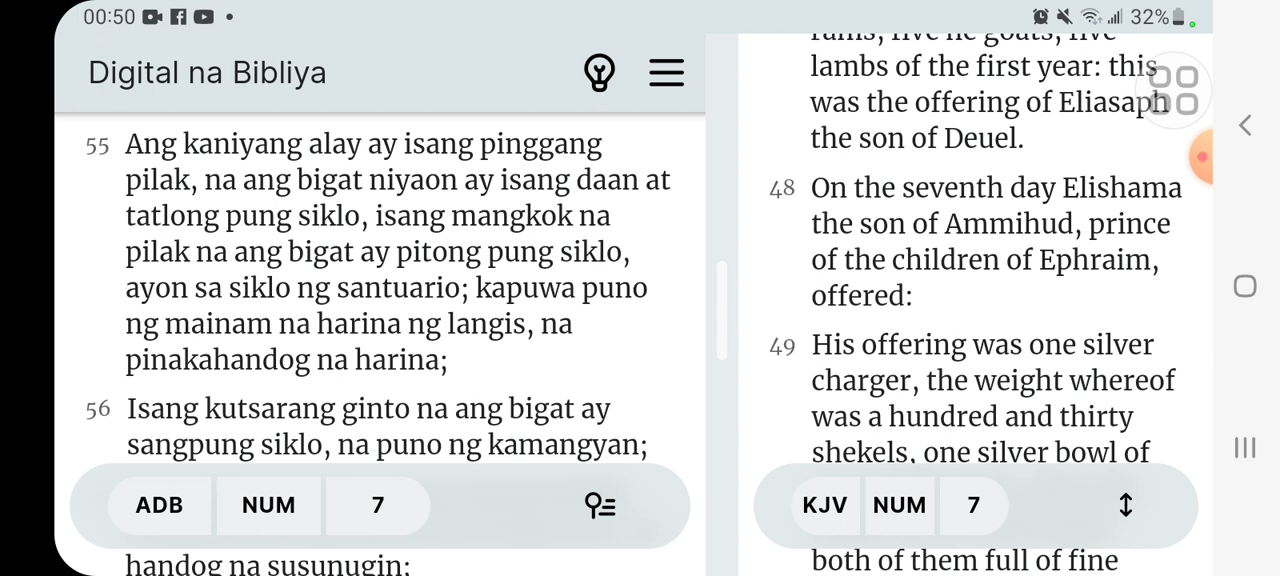 00:50
32%
Digital na Bibliya
55 Ang kaniyang alay ay isang pinggang
pilak, na ang bigat niyaon ay isang daan at
tatlong pung siklo, isang mangkok na
pilak na ang bigat ay pitong pung siklo,
ayon sa siklo ng santuario; kapuwa puno
ng mainam na harina ng langis, na
pinakahandog na harina;
56 Isang kutsarang ginto na ang bigat ay
sangpung siklo, na puno ng kamangyan;
ADB NUM 7
handog na susunugin;
rams, five he goats, five
lambs of the first year: this
was the offering of Eliasaph
the son of Deuel.
48 On the seventh day Elishama
the son of Ammihud, prince
of the children of Ephraim,
offered:
49 His offering was one silver
charger, the weight whereof
was a hundred and thirty
shekels, one silver bowl of
KJV NUM 7
both of them full of fine